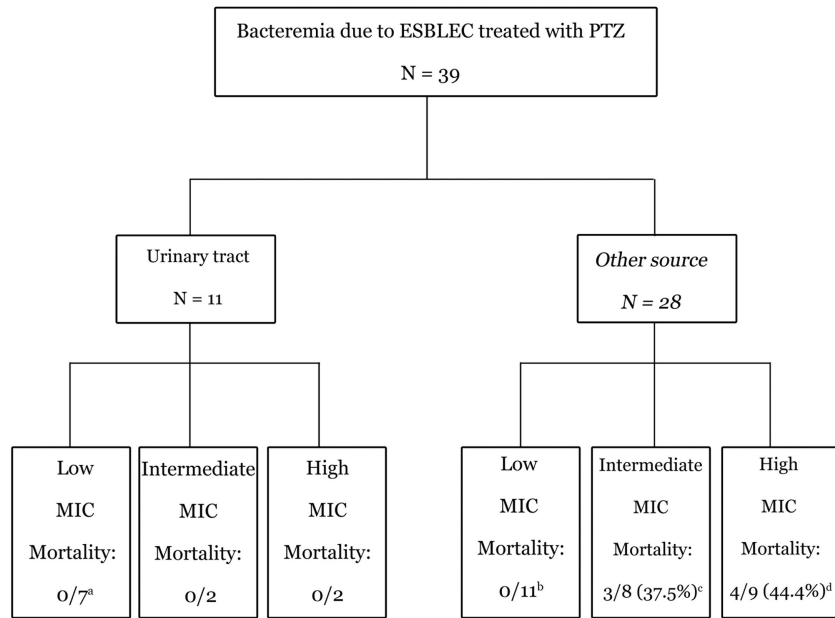 Bacteremia due to ESBLEC treated with PTZ
N = 39
Urinary tract
N = 11
Other source
N = 28
Low
MIC
Mortality:
0/7ᵃ
Intermediate
MIC
Mortality:
0/2
High
MIC
Mortality:
0/2
Low
MIC
Mortality:
0/11ᵇ
Intermediate
MIC
Mortality:
3/8 (37.5%)ᶜ
High
MIC
Mortality:
4/9 (44.4%)ᵈ